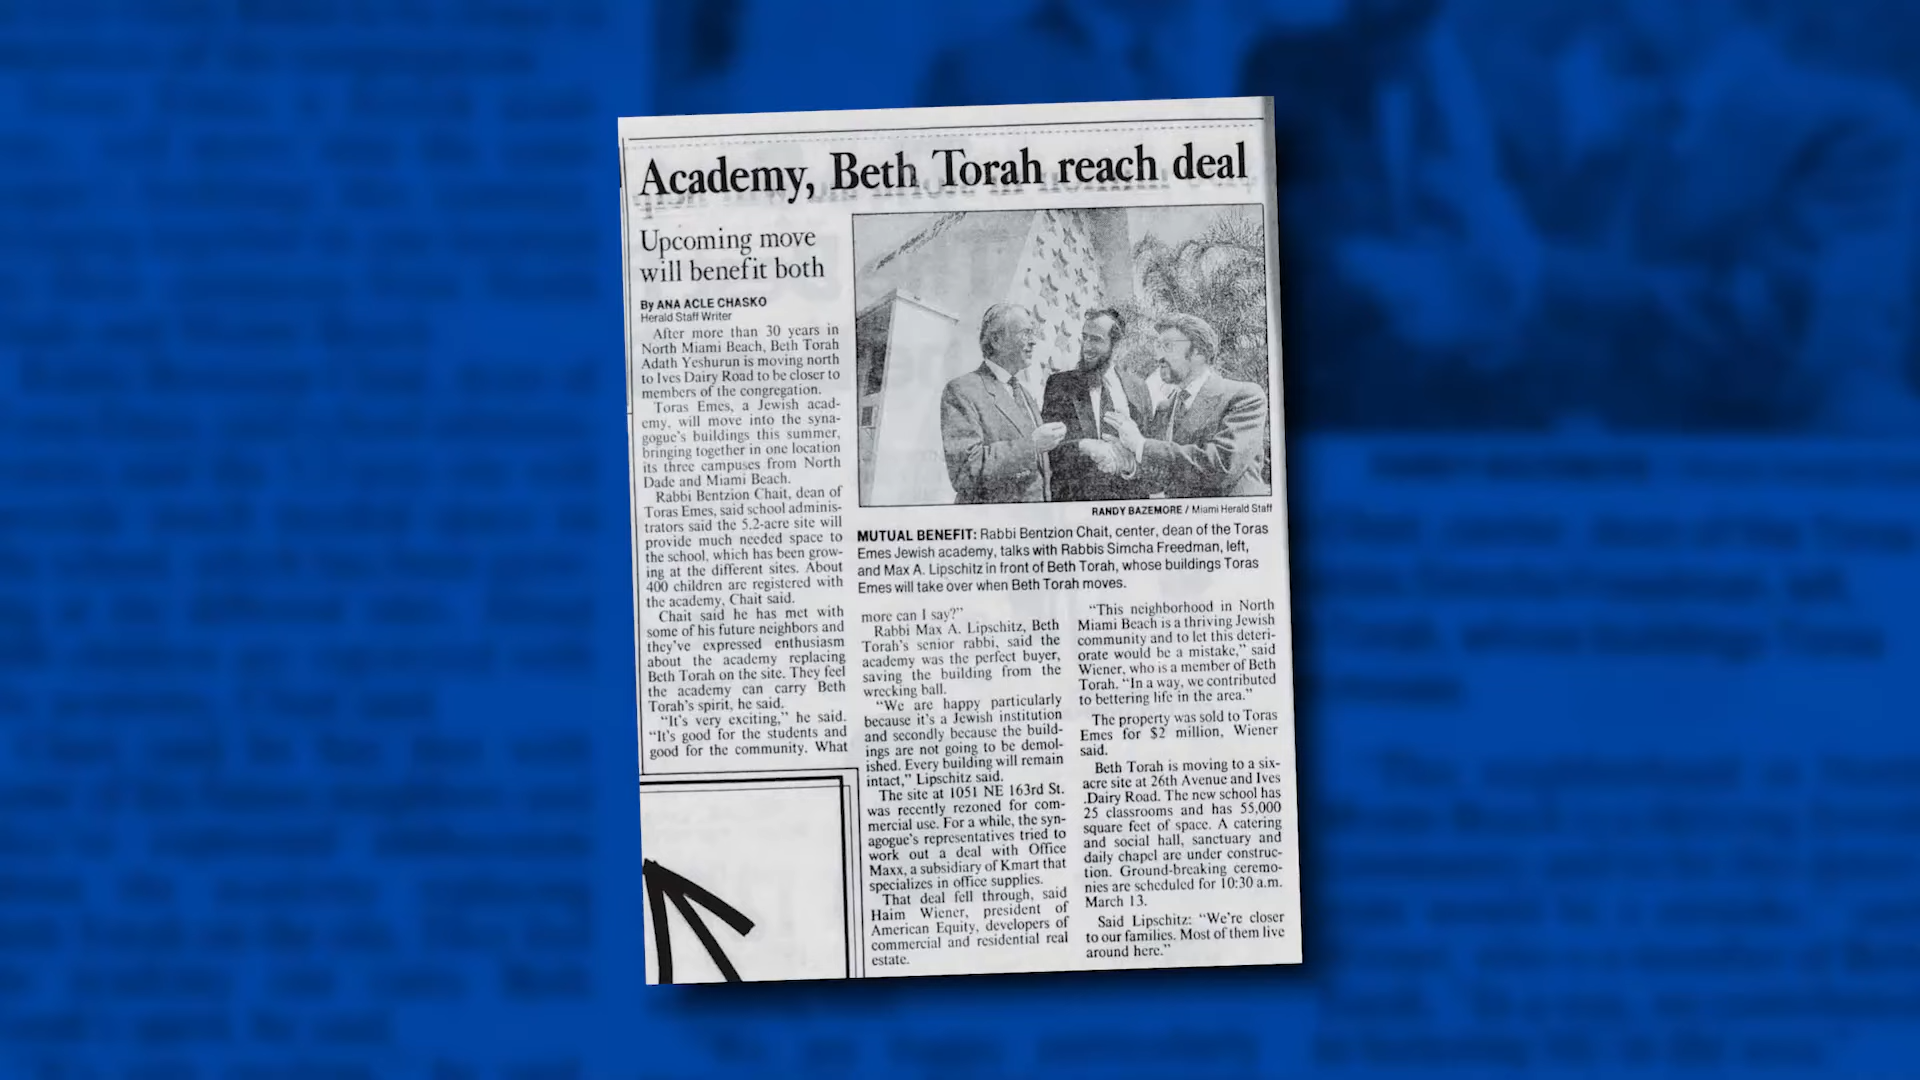 Academy, Beth Torah reach deal
Upcoming move
will benefit both
By ANA ACLE CHASKO
Herald Staff Writer
After more than 30 years in
North Miami Beach, Beth Torah
Adath Yeshurun is moving north
to Ives Dairy Road to be closer to
members of the congregation.
Toras Emes, a Jewish acad-
emy, will move into the syna-
gogue's buildings this summer,
bringing together in one location
its three campuses from North
Dade and Miami Beach.
Rabbi Bentzion Chait, dean of
Toras Emes, said school adminis-
trators said the 5.2-acre site will
provide much needed space to
the school, which has been grow-
ing at the different sites. About
400 children are registered with
the academy, Chait said.
Chait said he has met with
some of his future neighbors and
they've expressed enthusiasm
about the academy replacing
Beth Torah on the site. They feel
the academy can carry Beth
Torah's spirit, he said.
"It's very exciting," he said.
"It's good for the students and
good for the community. What
RANDY BAZEMORE / Miami Herald Staff
MUTUAL BENEFIT: Rabbi Bentzion Chait, center, dean of the Toras
Emes Jewish academy, talks with Rabbis Simcha Freedman, left,
and Max A. Lipschitz in front of Beth Torah, whose buildings Toras
Emes will take over when Beth Torah moves.
more can I say?"
Rabbi Max A. Lipschitz, Beth
Torah's senior rabbi, said the
academy was the perfect buyer,
saving the building from the
wrecking ball.
"We are happy particularly
because it's a Jewish institution
and secondly because the build-
ings are not going to be demol-
ished. Every building will remain
intact," Lipschitz said.
The site at 1051 NE 163rd St.
was recently rezoned for com-
mercial use. For a while, the syn-
agogue's representatives tried to
work out a deal with Office
Maxx, a subsidiary of Kmart that
specializes in office supplies.
That deal fell through, said
Haim Wiener, president of
American Equity, developers of
commercial and residential real
estate.
"This neighborhood in North
Miami Beach is a thriving Jewish
community and to let this deteri-
orate would be a mistake," said
Wiener, who is a member of Beth
Torah. "In a way, we contributed
to bettering life in the area."
The property was sold to Toras
Emes for $2 million, Wiener
said.
Beth Torah is moving to a six-
acre site at 26th Avenue and Ives
Dairy Road. The new school has
25 classrooms and has 55,000
square feet of space. A catering
and social hall, sanctuary and
daily chapel are under construc-
tion. Ground-breaking ceremo-
nies are scheduled for 10:30 a.m.
March 13.
Said Lipschitz: "We're closer
to our families. Most of them live
around here."